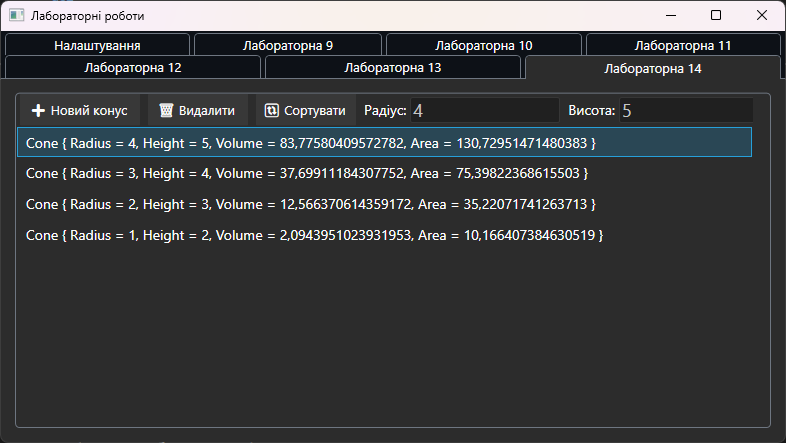 Лабораторні роботи
Налаштування Лабораторна 9 Лабораторна 10 Лабораторна 11
Лабораторна 12 Лабораторна 13 Лабораторна 14
Новий конус Видалити Сортувати Радіус: 4 Висота: 5
Cone { Radius = 4, Height = 5, Volume = 83,77580409572782, Area = 130,72951471480383 }
Cone { Radius = 3, Height = 4, Volume = 37,69911184307752, Area = 75,39822368615503 }
Cone { Radius = 2, Height = 3, Volume = 12,566370614359172, Area = 35,22071741263713 }
Cone { Radius = 1, Height = 2, Volume = 2,0943951023931953, Area = 10,166407384630519 }